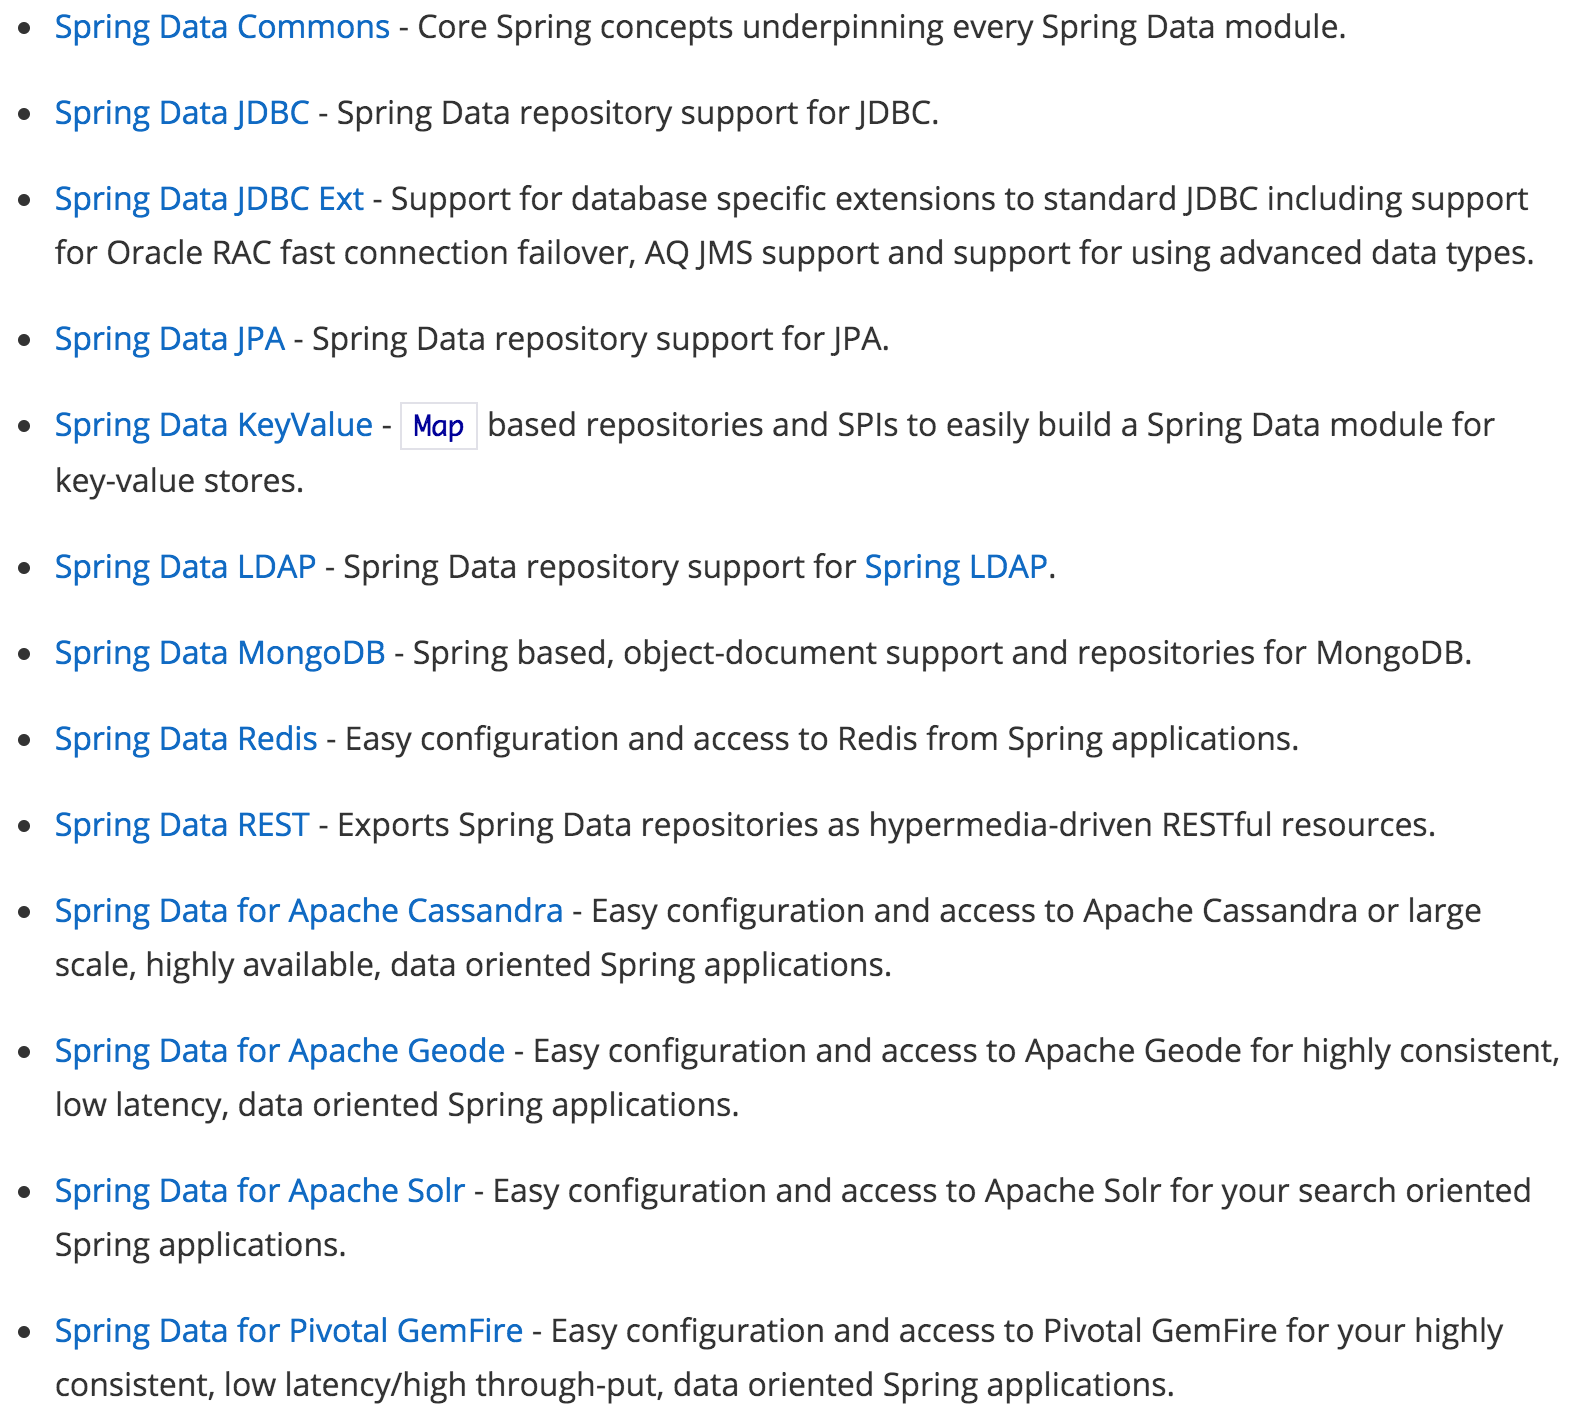 • Spring Data Commons - Core Spring concepts underpinning every Spring Data module.
• Spring Data JDBC - Spring Data repository support for JDBC.
• Spring Data JDBC Ext - Support for database specific extensions to standard JDBC including support
for Oracle RAC fast connection failover, AQ JMS support and support for using advanced data types.
• Spring Data JPA - Spring Data repository support for JPA.
• Spring Data KeyValue - Map based repositories and SPIs to easily build a Spring Data module for
key-value stores.
• Spring Data LDAP - Spring Data repository support for Spring LDAP.
• Spring Data MongoDB - Spring based, object-document support and repositories for MongoDB.
• Spring Data Redis - Easy configuration and access to Redis from Spring applications.
• Spring Data REST - Exports Spring Data repositories as hypermedia-driven RESTful resources.
• Spring Data for Apache Cassandra - Easy configuration and access to Apache Cassandra or large
scale, highly available, data oriented Spring applications.
• Spring Data for Apache Geode - Easy configuration and access to Apache Geode for highly consistent,
low latency, data oriented Spring applications.
• Spring Data for Apache Solr - Easy configuration and access to Apache Solr for your search oriented
Spring applications.
• Spring Data for Pivotal GemFire - Easy configuration and access to Pivotal GemFire for your highly
consistent, low latency/high through-put, data oriented Spring applications.